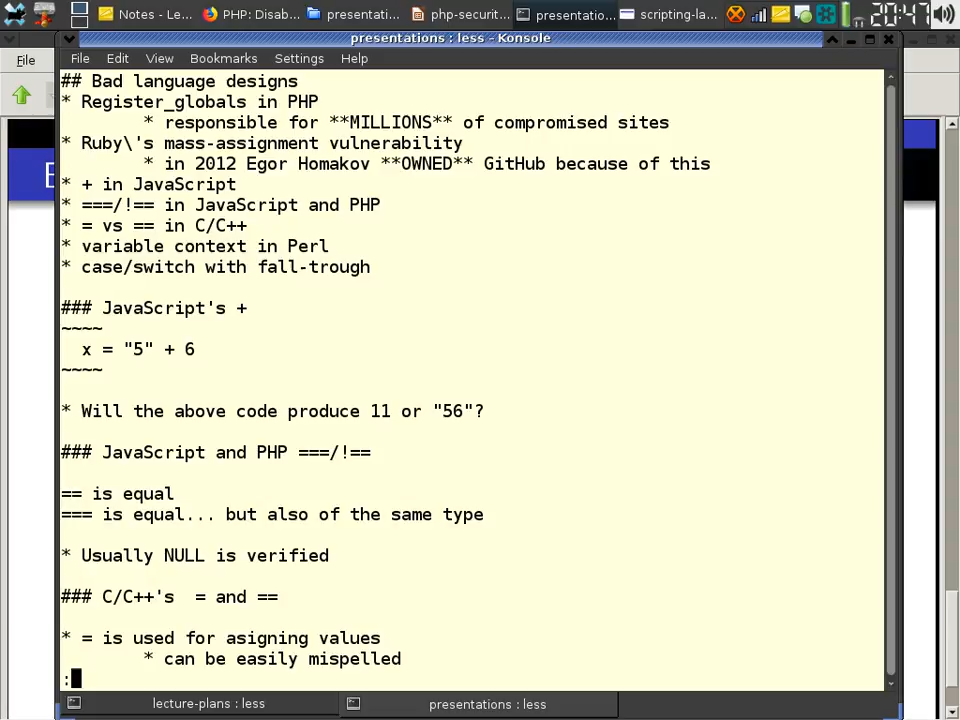 Notes - Le...
PHP: Disab...
presentati...
php-securit...
presentatio...
scripting-la...
20:47
presentations : less - Konsole
File
File Edit View Bookmarks Settings Help
## Bad language designs
* Register_globals in PHP
* responsible for **MILLIONS** of compromised sites
* Ruby\'s mass-assignment vulnerability
* in 2012 Egor Homakov **OWNED** GitHub because of this
* + in JavaScript
* ===/!== in JavaScript and PHP
* = vs == in C/C++
* variable context in Perl
* case/switch with fall-trough
### JavaScript's +
~~~~
x = "5" + 6
~~~~
* Will the above code produce 11 or "56"?
### JavaScript and PHP ===/!==
== is equal
=== is equal... but also of the same type
* Usually NULL is verified
### C/C++'s  = and ==
* = is used for asigning values
* can be easily mispelled
:
lecture-plans : less
presentations : less